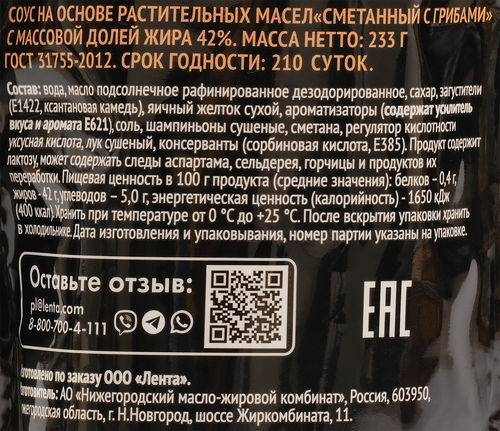 СОУС НА ОСНОВЕ РАСТИТЕЛЬНЫХ МАСЕЛ «СМЕТАННЫЙ С ГРИБАМИ»
С МАССОВОЙ ДОЛЕЙ ЖИРА 42%. МАССА НЕТТО: 233 Г
ГОСТ 31755-2012. СРОК ГОДНОСТИ: 210 СУТОК.
Состав: вода, масло подсолнечное рафинированное дезодорированное, сахар, загустители
(Е1422, ксантановая камедь), яичный желток сухой, ароматизаторы (содержат усилитель
вкуса и аромата Е621), соль, шампиньоны сушеные, сметана, регулятор кислотности
уксусная кислота, лук сушеный, консерванты (сорбиновая кислота, Е385). Продукт содержит
лактозу, может содержать следы аспартама, сельдерея, горчицы и продуктов их
переработки. Пищевая ценность в 100 г продукта (средние значения): белков – 0,4 г,
жиров - 42 г, углеводов – 5,0 г, энергетическая ценность (калорийность) - 1650 кДж
(400 ккал). Хранить при температуре от 0 °С до +25 °С. После вскрытия упаковки хранить
в холодильнике. Дата изготовления и упаковывания, номер партии указаны на упаковке.
Оставьте отзыв:
pl@lenta.com
8-800-700-4-111
EAC
Изготовлено по заказу ООО «Лента».
Изготовитель: АО «Нижегородский масло-жировой комбинат», Россия, 603950,
Нижегородская область, г. Н.Новгород, шоссе Жиркомбината, 11.